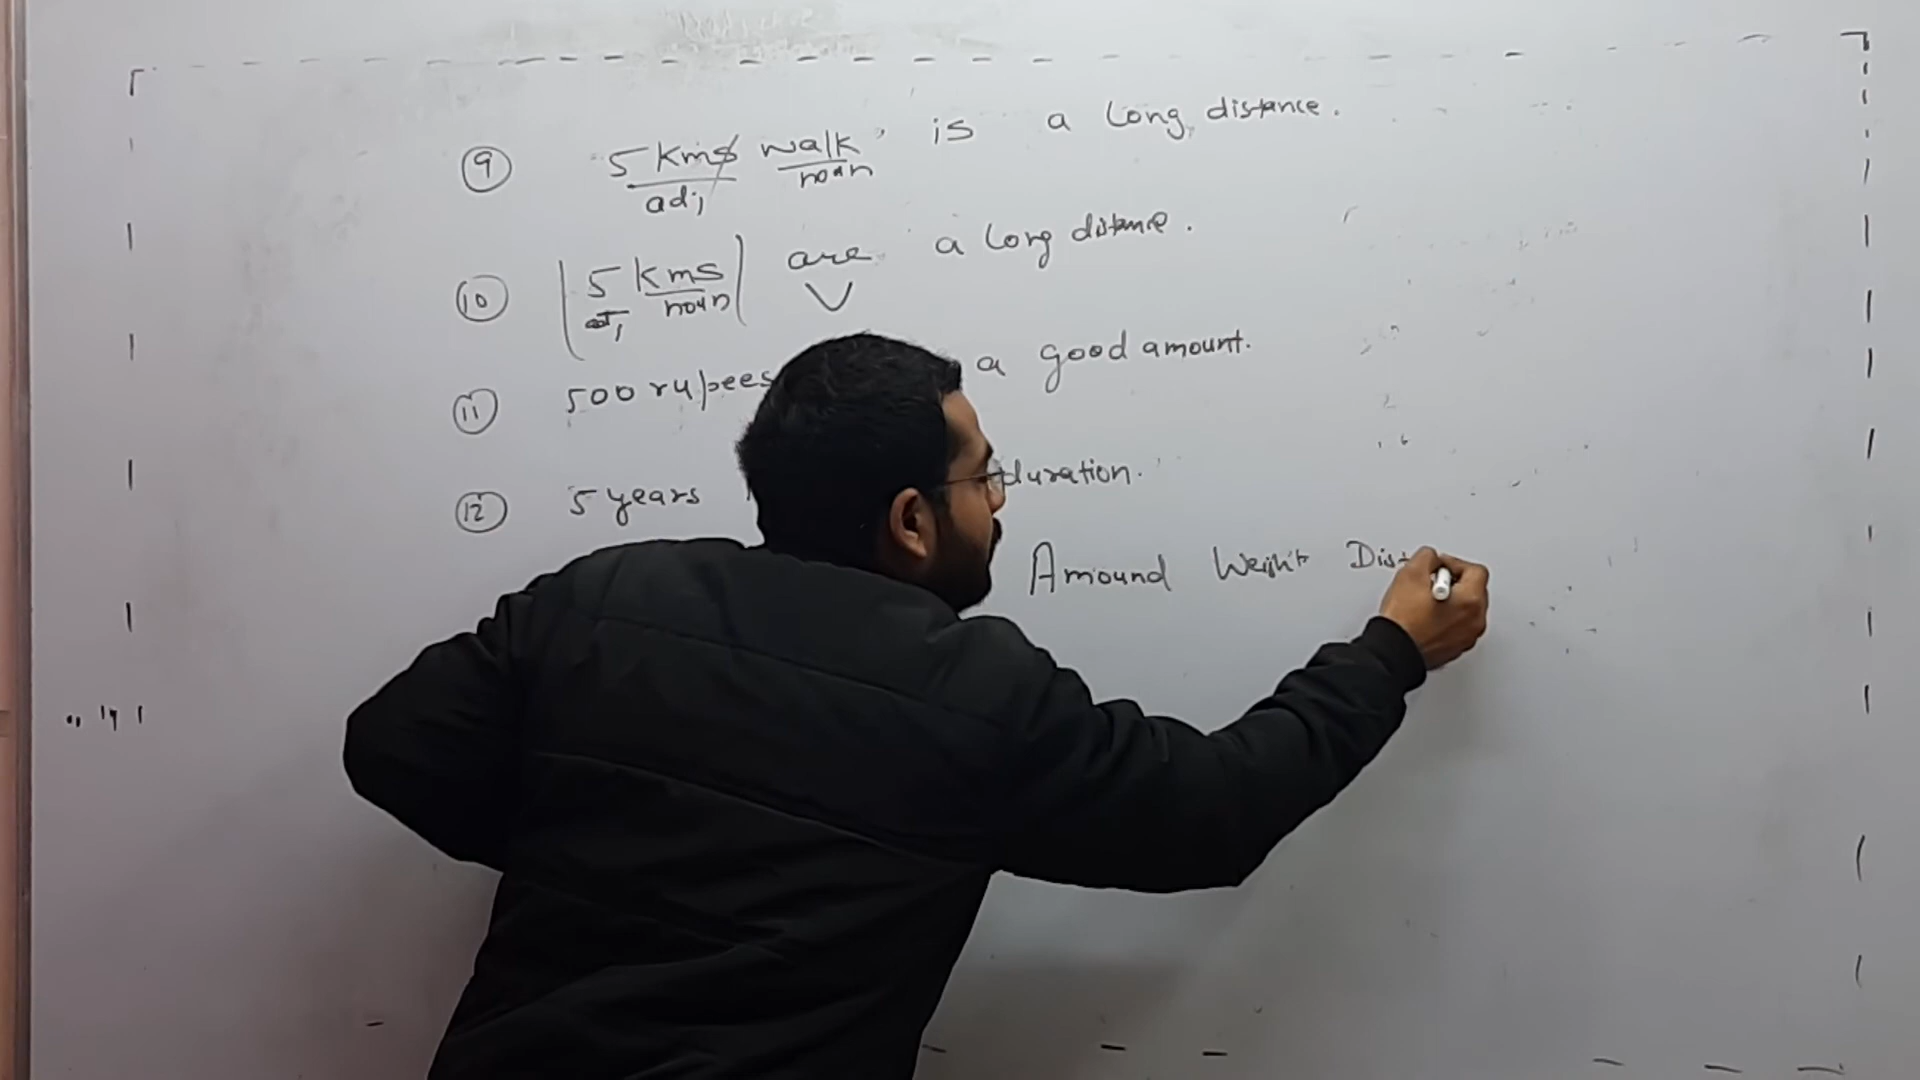 9 5 kms walk is a long distance.
adj noun
10 5 kms are a long distance.
adj noun
11 500 rupees a good amount.
12 5 years duration.
Amound Weight Dist